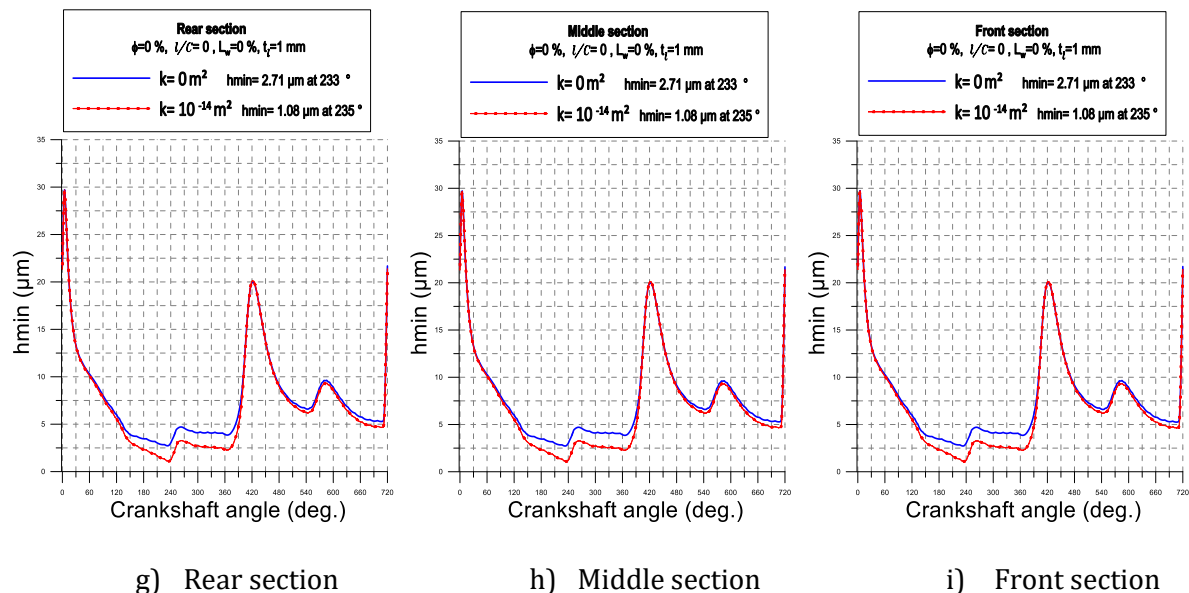 Rear section
ϕ=0 %, l/C= 0 , Lw=0 %, tl=1 mm
k= 0 m² hmin= 2.71 µm at 233 °
k= 10 -14 m² hmin= 1.08 µm at 235 °
hmin (µm)
35
30
25
20
15
10
5
0
0 60 120 180 240 300 360 420 480 540 600 660 720
Crankshaft angle (deg.)
g) Rear section
Middle section
ϕ=0 %, l/C= 0 , Lw=0 %, tl=1 mm
k= 0 m² hmin= 2.71 µm at 233 °
k= 10 -14 m² hmin= 1.08 µm at 235 °
hmin (µm)
35
30
25
20
15
10
5
0
0 60 120 180 240 300 360 420 480 540 600 660 720
Crankshaft angle (deg.)
h) Middle section
Front section
ϕ=0 %, l/C= 0 , Lw=0 %, tl=1 mm
k= 0 m² hmin= 2.71 µm at 233 °
k= 10 -14 m² hmin= 1.08 µm at 235 °
hmin (µm)
35
30
25
20
15
10
5
0
0 60 120 180 240 300 360 420 480 540 600 660 720
Crankshaft angle (deg.)
i) Front section